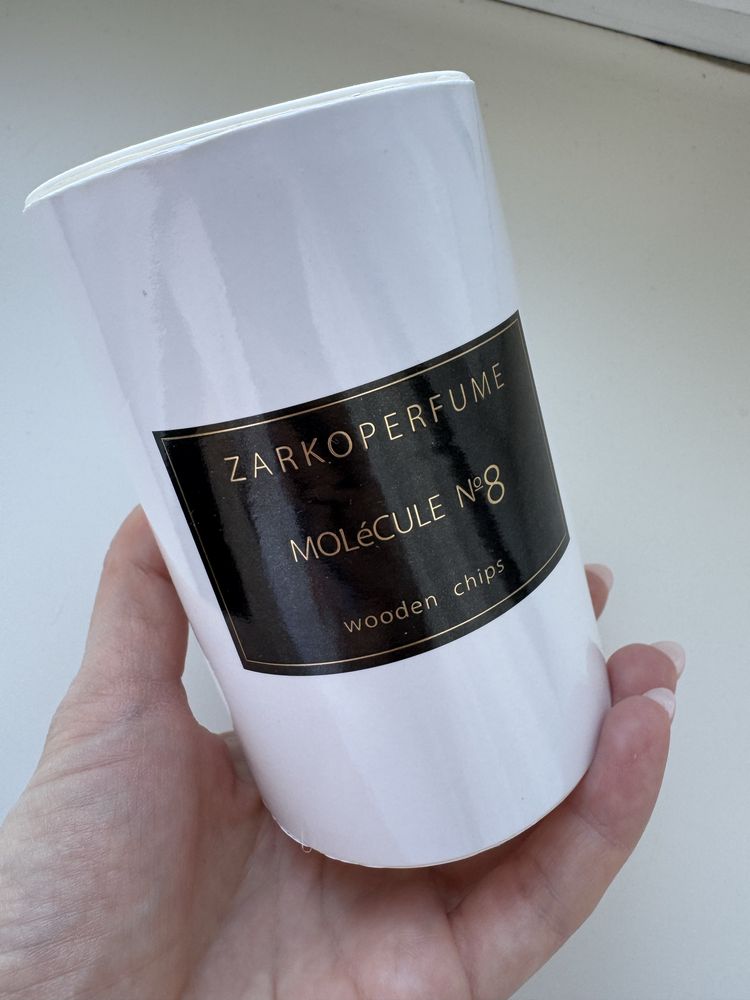 ZARKOPERFUME
MOLéCULE Nº8
wooden chips